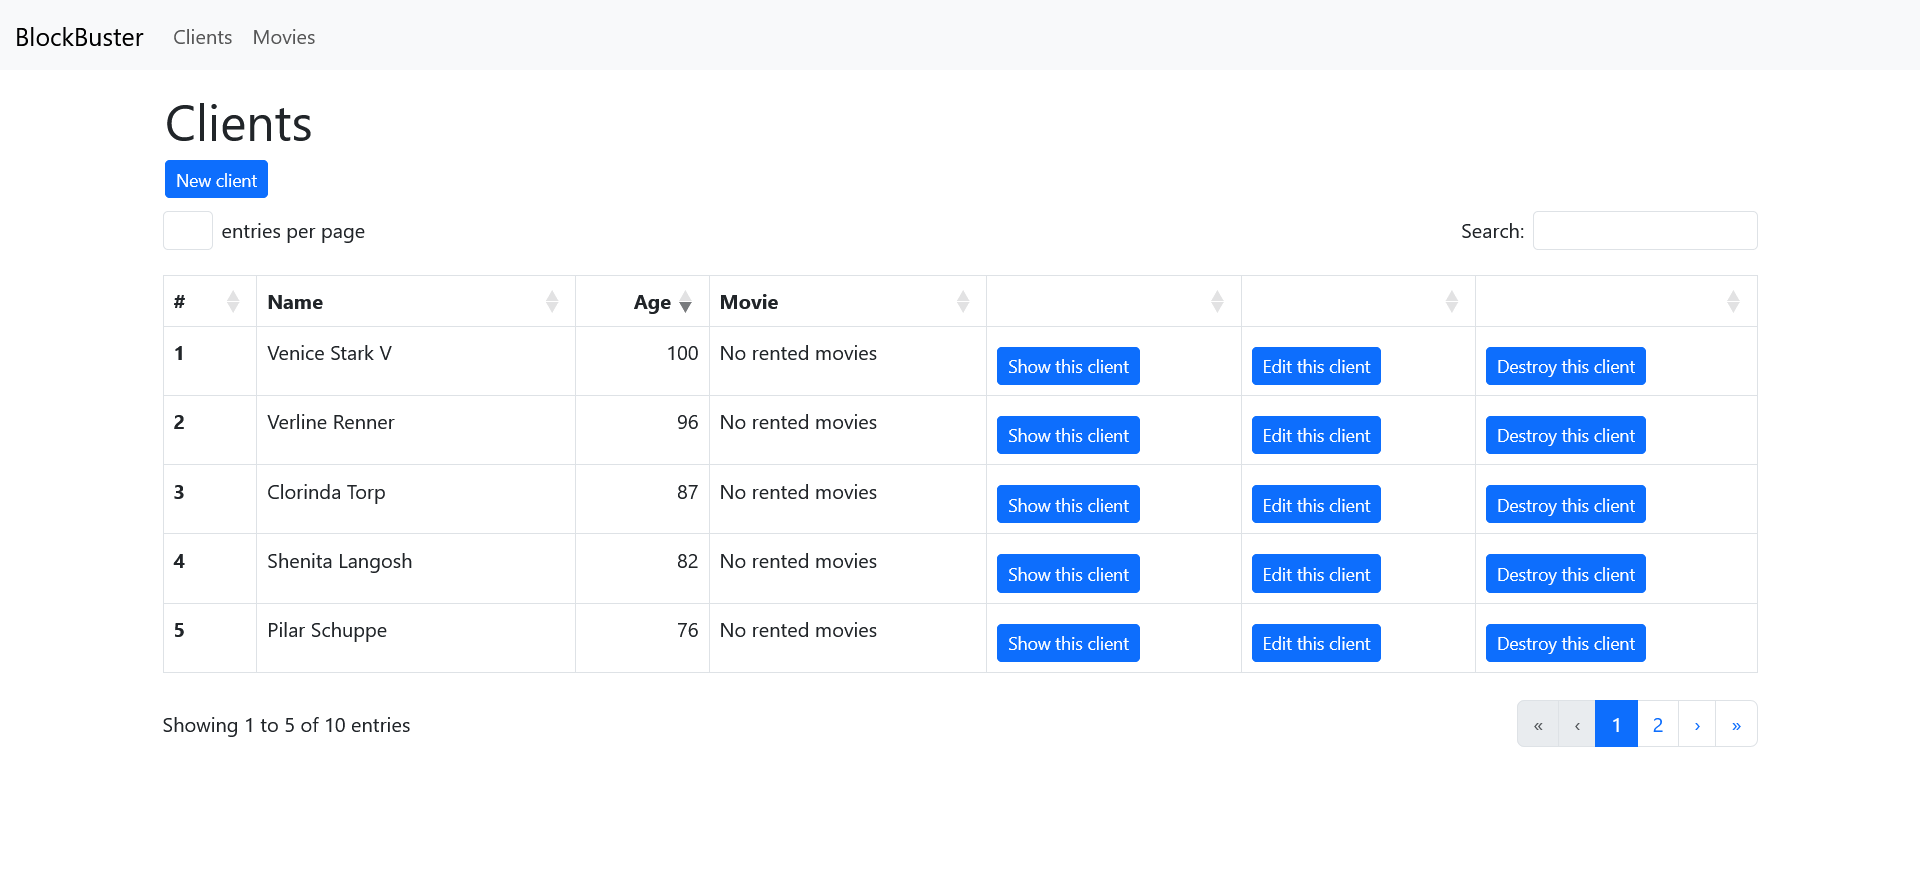 BlockBuster Clients Movies
Clients
New client
entries per page Search:
# Name Age Movie
1 Venice Stark V 100 No rented movies Show this client Edit this client Destroy this client
2 Verline Renner 96 No rented movies Show this client Edit this client Destroy this client
3 Clorinda Torp 87 No rented movies Show this client Edit this client Destroy this client
4 Shenita Langosh 82 No rented movies Show this client Edit this client Destroy this client
5 Pilar Schuppe 76 No rented movies Show this client Edit this client Destroy this client
Showing 1 to 5 of 10 entries « ‹ 1 2 › »